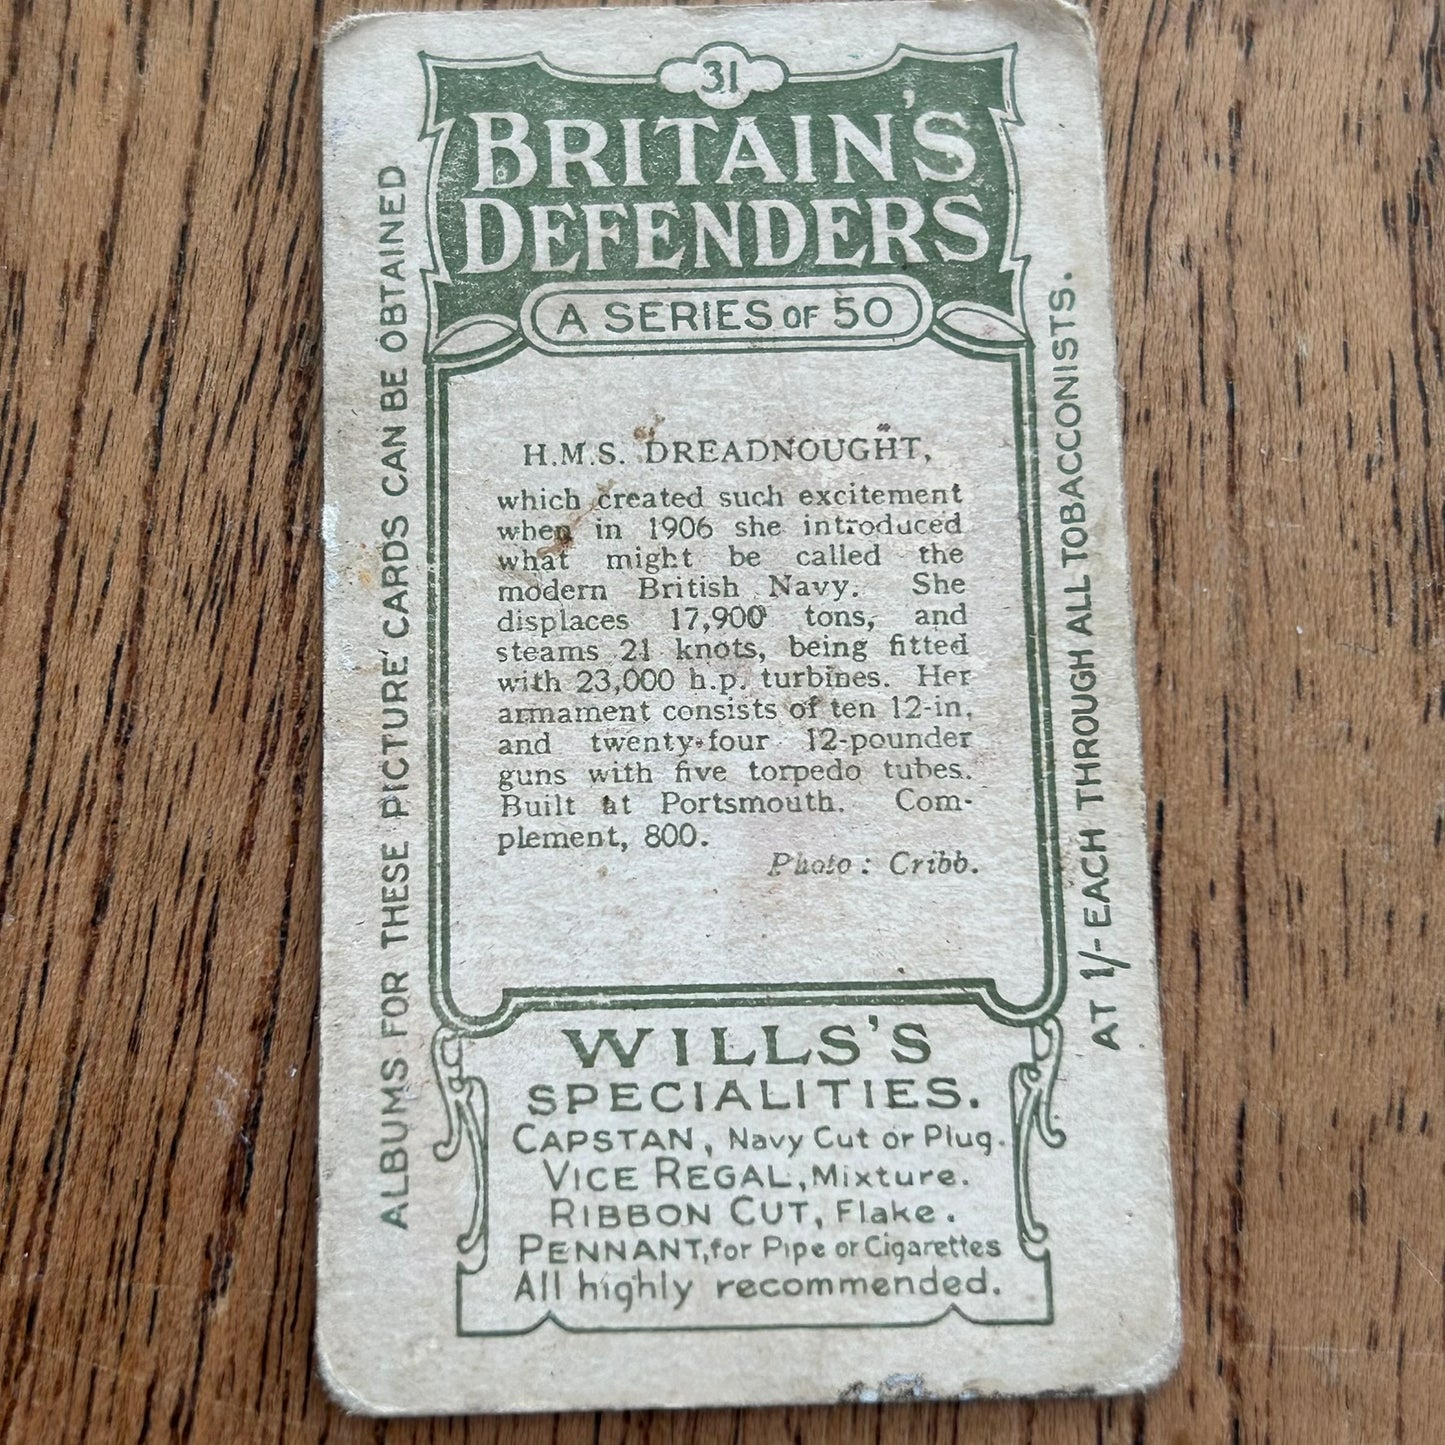 31
BRITAIN'S
DEFENDERS
A SERIES OF 50
H.M.S. DREADNOUGHT,
which created such excitement
when in 1906 she introduced
what might be called the
modern British Navy. She
displaces 17,900 tons, and
steams 21 knots, being fitted
with 23,000 h.p. turbines. Her
armament consists of ten 12-in.
and twenty-four 12-pounder
guns with five torpedo tubes.
Built at Portsmouth. Com-
plement, 800.
Photo: Cribb.
WILLS'S
SPECIALITIES.
CAPSTAN, Navy Cut or Plug.
VICE REGAL, Mixture.
RIBBON CUT, Flake.
PENNANT, for Pipe or Cigarettes
All highly recommended.
ALBUMS FOR THESE PICTURE CARDS CAN BE OBTAINED
AT 1/- EACH THROUGH ALL TOBACCONISTS.